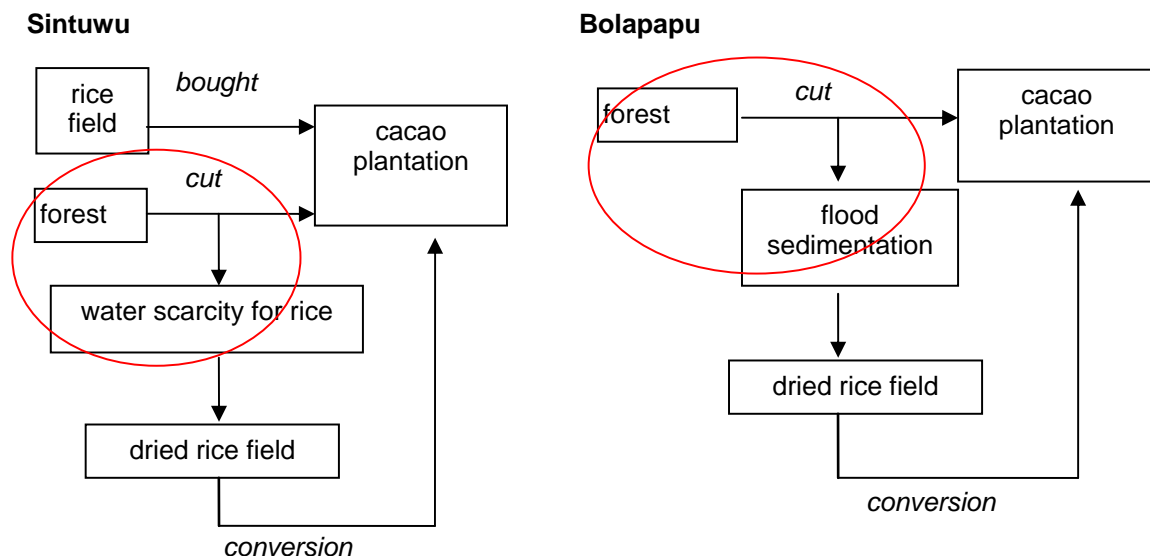 Sintuwu
rice
field
bought
cacao
plantation
forest
cut
water scarcity for rice
dried rice field
conversion
Bolapapu
forest
cut
cacao
plantation
flood
sedimentation
dried rice field
conversion